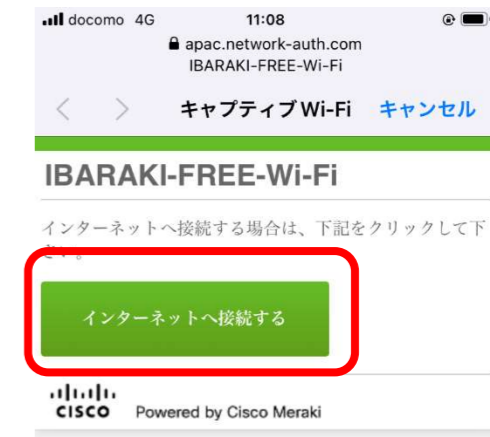 docomo 4G 11:08
apac.network-auth.com
IBARAKI-FREE-Wi-Fi
キャプティブ Wi-Fi キャンセル
IBARAKI-FREE-Wi-Fi
インターネットへ接続する場合は、下記をクリックして下
さい。
インターネットへ接続する
CISCO Powered by Cisco Meraki